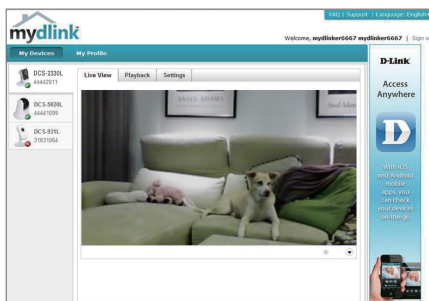 FAQ | Support | Language: English
mydlink
Welcome, mydlinker6667 mydlinker6667 | Sign o
My Devices
My Profile
DCS-2330L
44442911
DCS-5020L
44441099
DCS-931L
31631064
Live View
Playback
Settings
ANSEL ADAMS
D-Link
Access
Anywhere
With iOS
and Android
mobile
apps, you
can check
your devices
on-the-go.